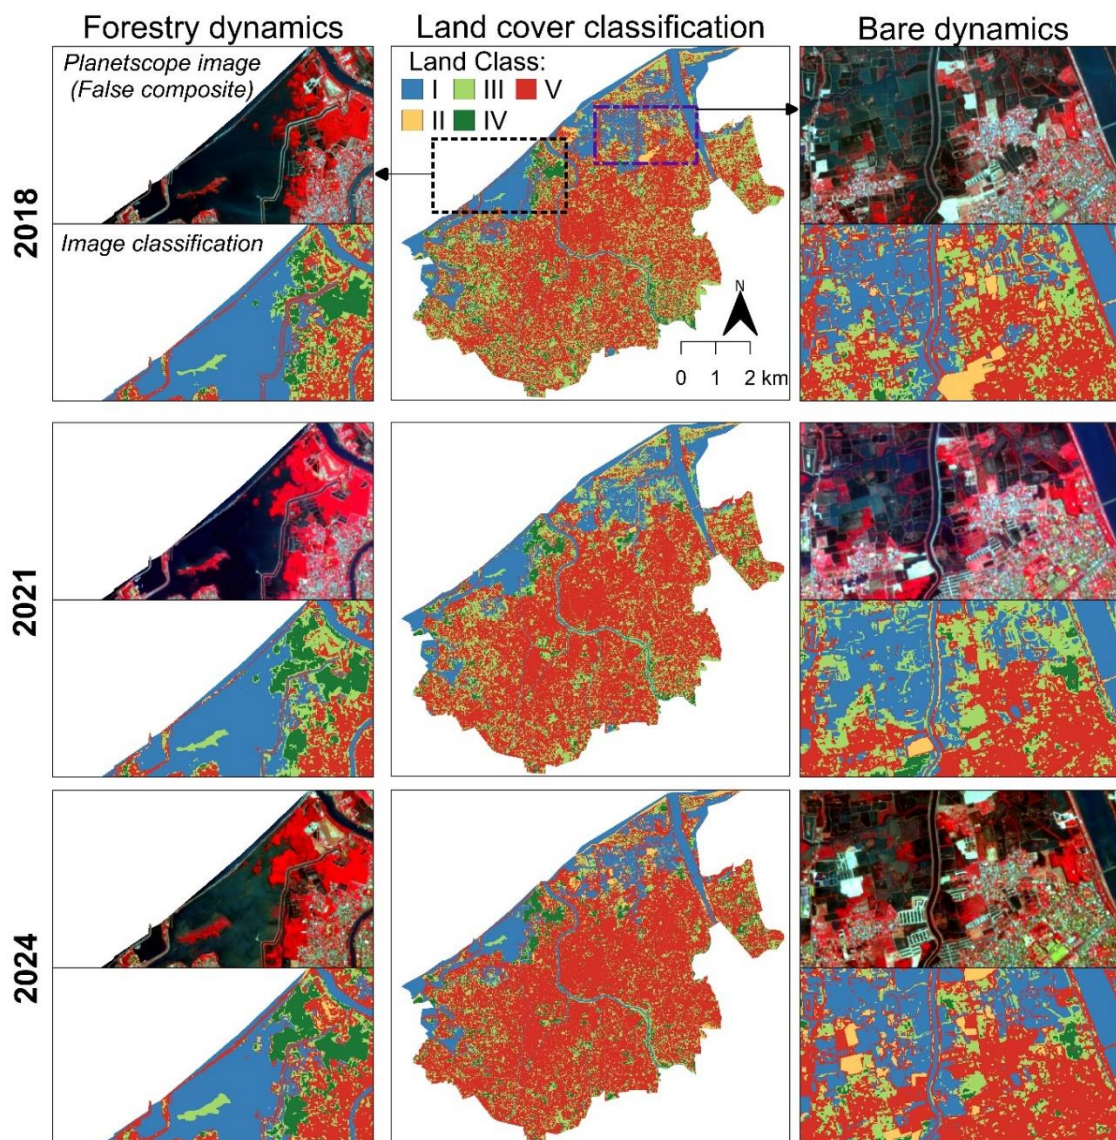 Forestry dynamics
Land cover classification
Bare dynamics
Planetscope image
(False composite)
Land Class:
I III V
II IV
2018
Image classification
N
0 1 2 km
2021
2024